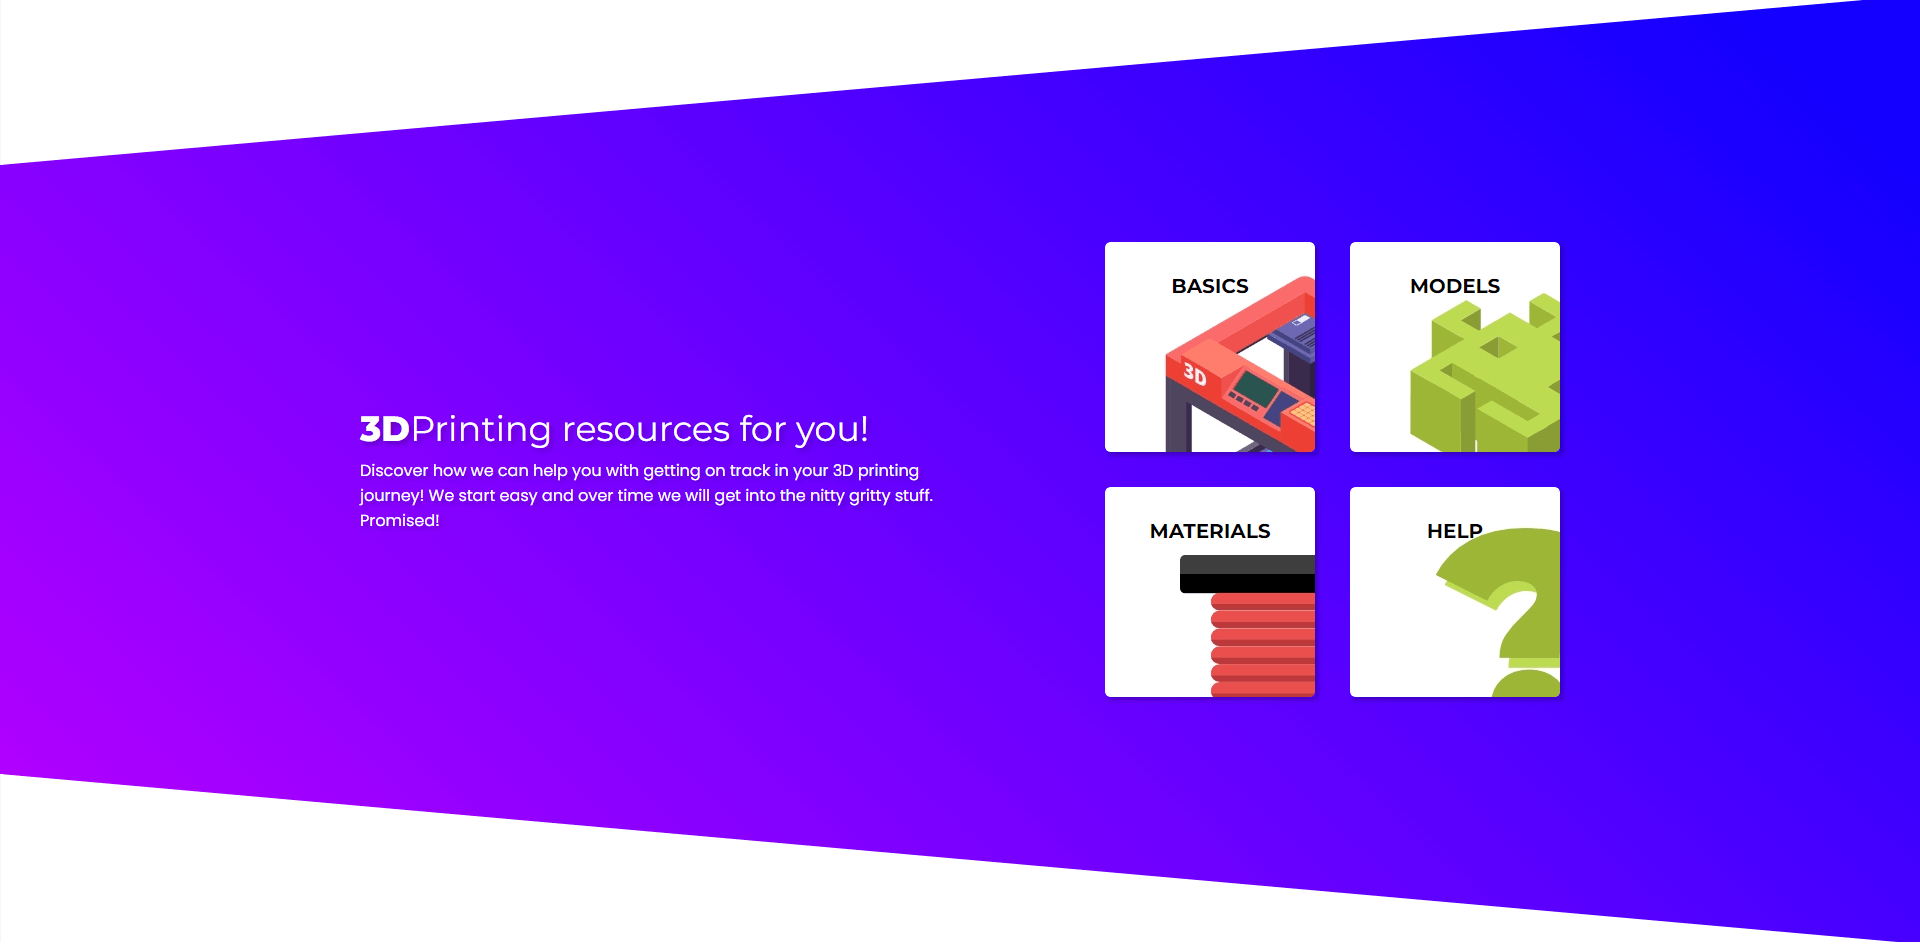 3DPrinting resources for you!
Discover how we can help you with getting on track in your 3D printing
journey! We start easy and over time we will get into the nitty gritty stuff.
Promised!
BASICS
3D
MODELS
MATERIALS
HELP
?